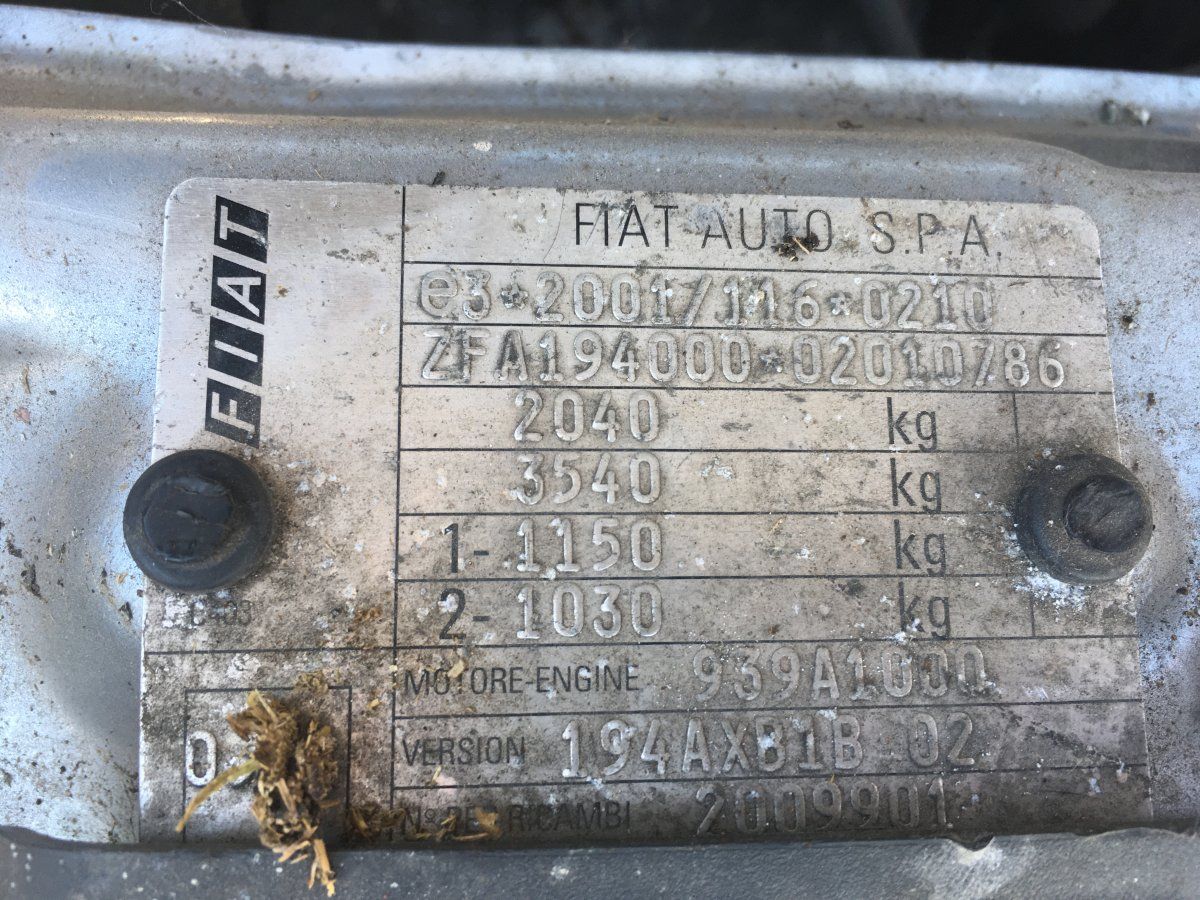 FIAT
FIAT AUTO S.P.A.
e3*2001/116*0210
ZFA194000*02010786
2040 kg
3540 kg
1- 1150 kg
2- 1030 kg
MOTORE-ENGINE 939A1000
VERSION 194AXB1B 02
0
N° RICAMBI 2009901